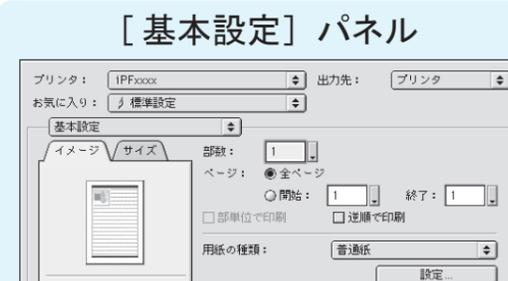 ［基本設定］パネル
プリンタ： iPFxxxx 出力先： プリンタ
お気に入り： 標準設定
基本設定
イメージ サイズ 部数： 1
ページ： 全ページ
開始： 1 終了： 1
部単位で印刷 逆順で印刷
用紙の種類： 普通紙
設定...